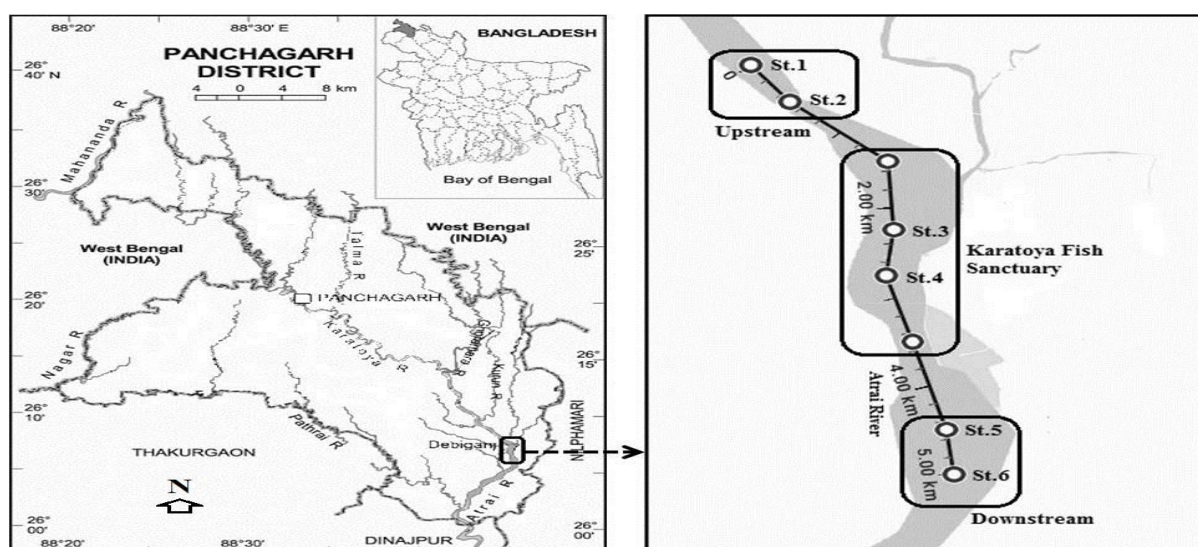 88°20'
88°30' E
PANCHAGARH
DISTRICT
4 0 4 8 km
BANGLADESH
Bay of Bengal
26°
40' N
26°
30'
26°
20'
26°
10'
26°
00'
26°
25'
26°
15'
26°
00'
88°20'
88°30'
Mahananda R
West Bengal
(INDIA)
West Bengal
(INDIA)
Talma R
PANCHAGARH
Karatoya R
Kurun R
Nagar R
Pathraj R
Debiganj
NILPHAMARI
THAKURGAON
N
Atrai R
DINAJPUR
0
St.1
St.2
Upstream
2.00 km
St.3
St.4
Karatoya Fish
Sanctuary
4.00 km
Atrai River
St.5
5.00 km
St.6
Downstream